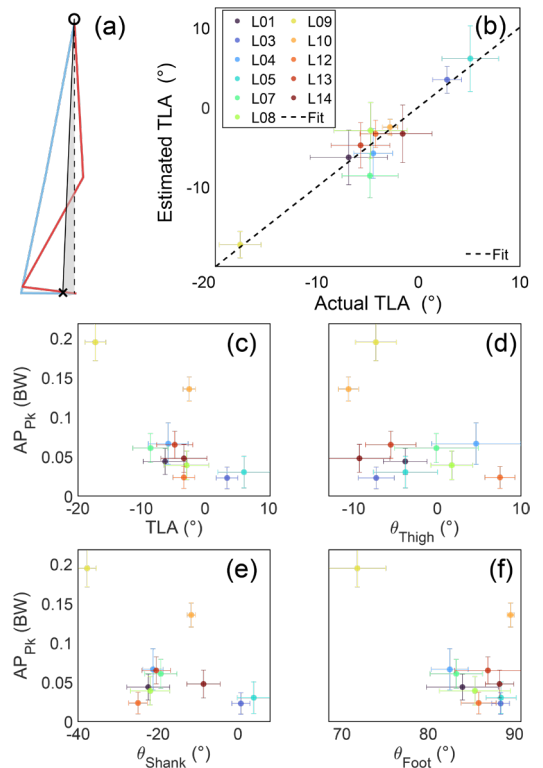 (a)
(b)
Estimated TLA (°)
10
0
-10
-20
-10
0
10
Actual TLA (°)
L01
L03
L04
L05
L07
L08
L09
L10
L12
L13
L14
Fit
Fit
(c)
AP_Pk (BW)
0.2
0.15
0.1
0.05
0
-20
-10
0
10
TLA (°)
(d)
-10
0
10
θ_Thigh (°)
(e)
AP_Pk (BW)
0.2
0.15
0.1
0.05
0
-40
-20
0
θ_Shank (°)
(f)
70
80
90
θ_Foot (°)